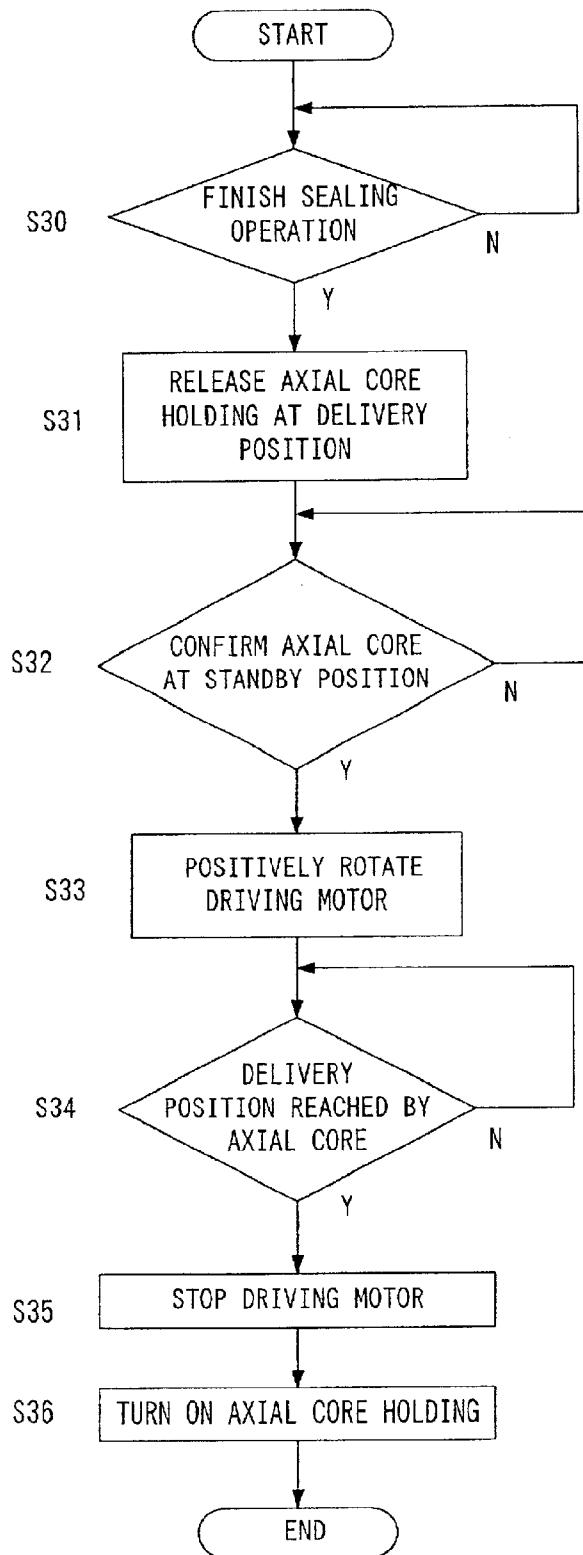 START
S30
FINISH SEALING
OPERATION
N
Y
S31
RELEASE AXIAL CORE
HOLDING AT DELIVERY
POSITION
S32
CONFIRM AXIAL CORE
AT STANDBY POSITION
N
Y
S33
POSITIVELY ROTATE
DRIVING MOTOR
S34
DELIVERY
POSITION REACHED BY
AXIAL CORE
N
Y
S35
STOP DRIVING MOTOR
S36
TURN ON AXIAL CORE HOLDING
END